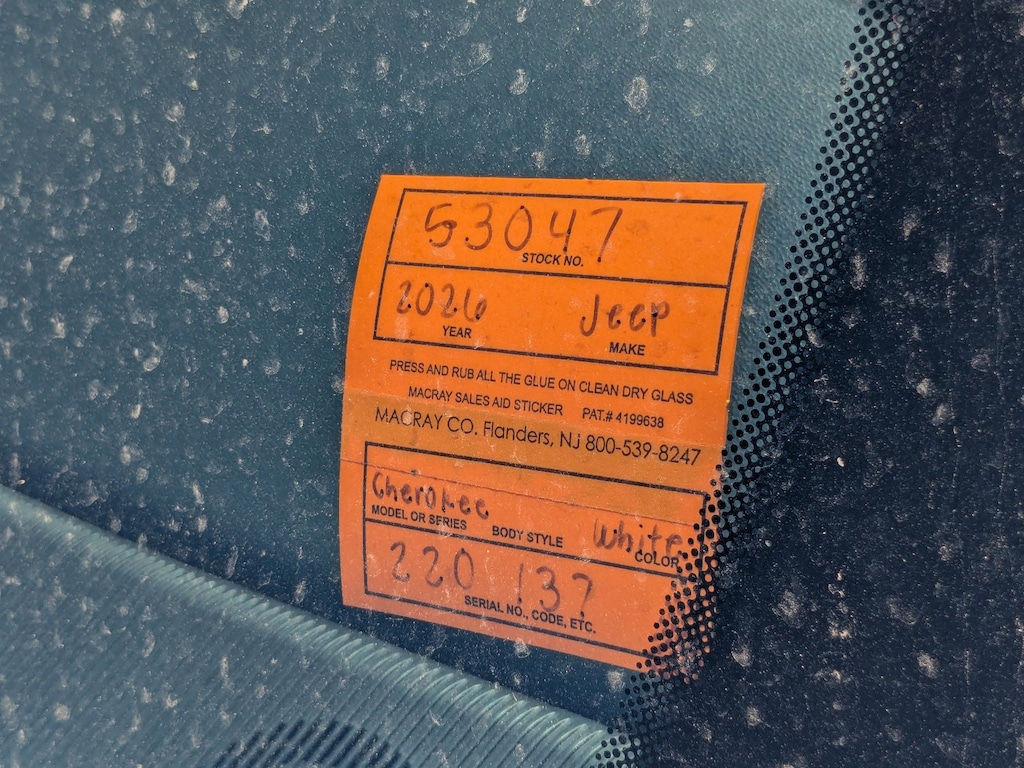 53047
STOCK NO.
2026 Jeep
YEAR MAKE
PRESS AND RUB ALL THE GLUE ON CLEAN DRY GLASS
MACRAY SALES AID STICKER PAT.# 4199638
MACRAY CO. Flanders, NJ 800-539-8247
Cherokee White
MODEL OR SERIES BODY STYLE COLOR
220 137
SERIAL NO., CODE, ETC.